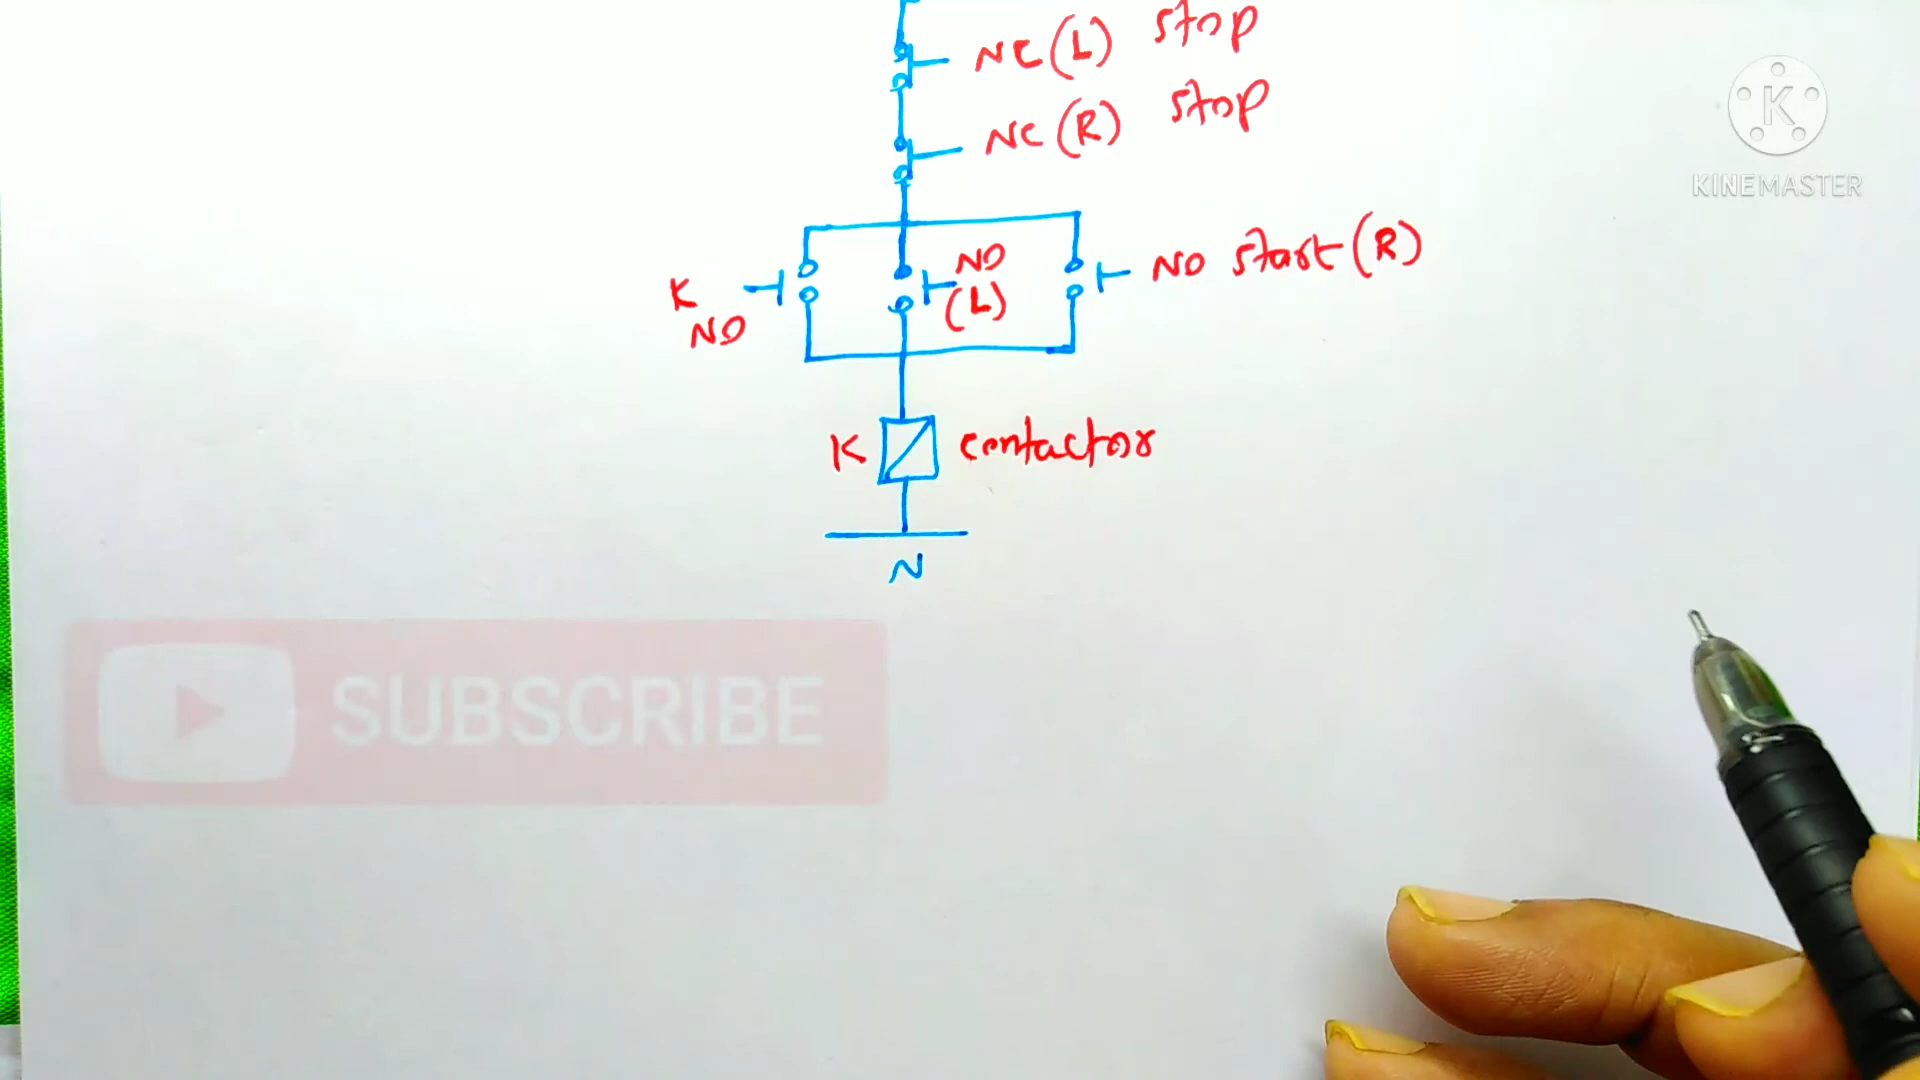 NC (L) stop
NC (R) stop
K
NO
NO
(L)
NO start (R)
K contactor
N
K
KINEMASTER
SUBSCRIBE